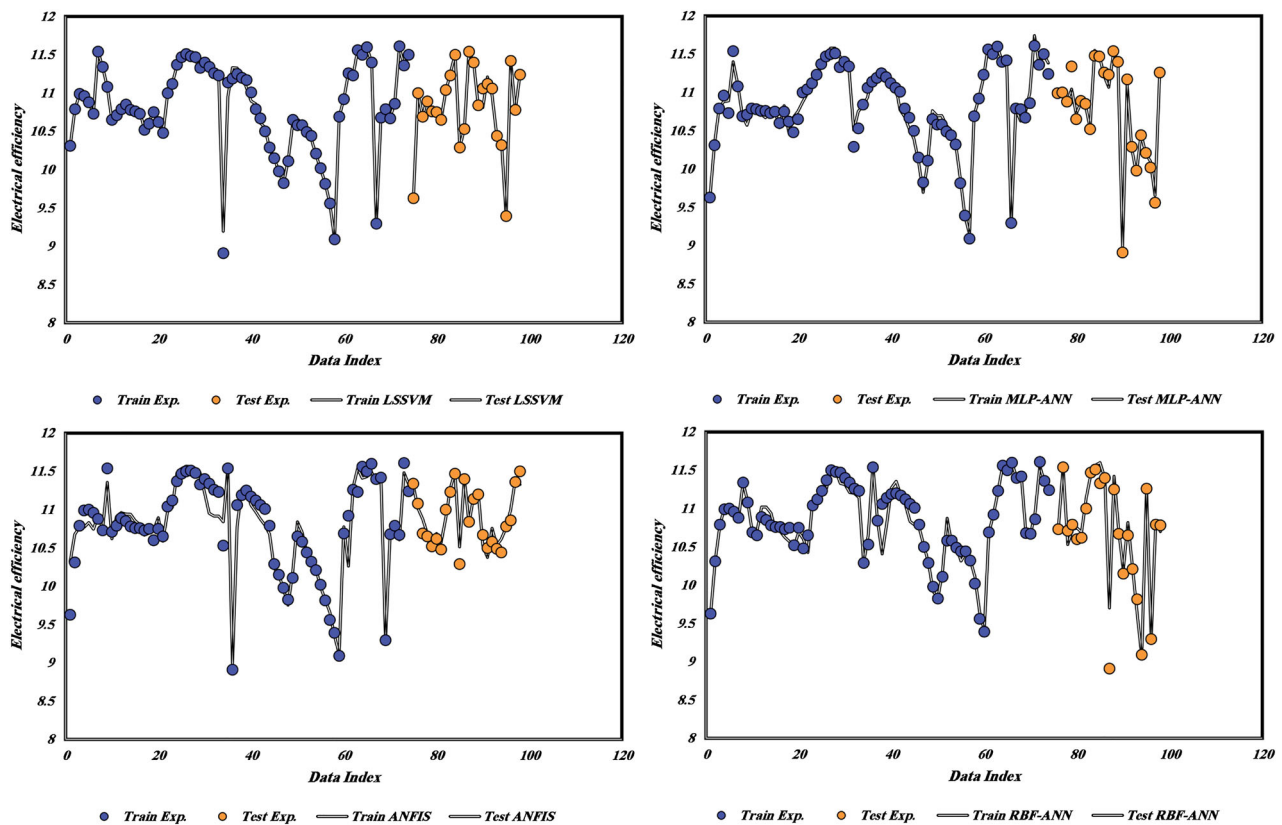 12
11.5
11
10.5
10
9.5
9
8.5
8
Electrical efficiency
0 20 40 60 80 100 120
Data Index
Train Exp. Test Exp. Train LSSVM Test LSSVM
12
11.5
11
10.5
10
9.5
9
8.5
8
Electrical efficiency
0 20 40 60 80 100 120
Data Index
Train Exp. Test Exp. Train MLP-ANN Test MLP-ANN
12
11.5
11
10.5
10
9.5
9
8.5
8
Electrical efficiency
0 20 40 60 80 100 120
Data Index
Train Exp. Test Exp. Train ANFIS Test ANFIS
12
11.5
11
10.5
10
9.5
9
8.5
8
Electrical efficiency
0 20 40 60 80 100 120
Data Index
Train Exp. Test Exp. Train RBF-ANN Test RBF-ANN